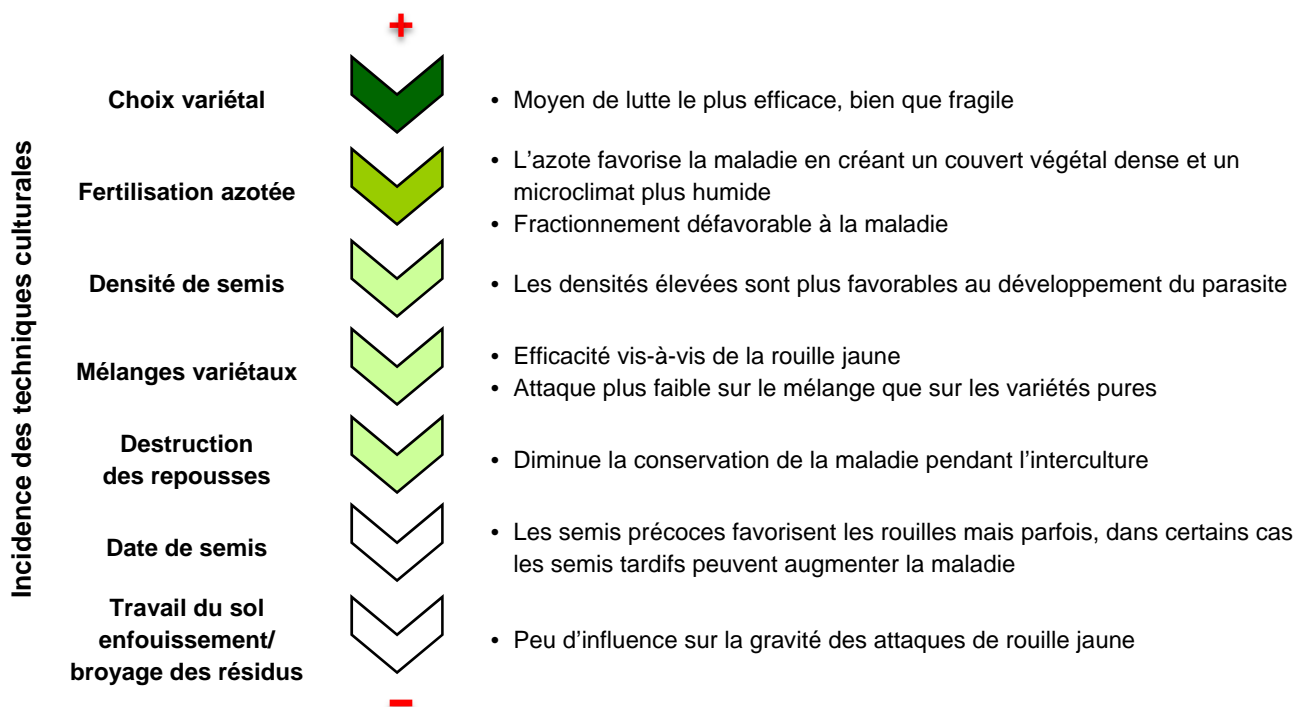 +
Incidence des techniques culturales
Choix variétal
• Moyen de lutte le plus efficace, bien que fragile
Fertilisation azotée
• L'azote favorise la maladie en créant un couvert végétal dense et un
microclimat plus humide
• Fractionnement défavorable à la maladie
Densité de semis
• Les densités élevées sont plus favorables au développement du parasite
Mélanges variétaux
• Efficacité vis-à-vis de la rouille jaune
• Attaque plus faible sur le mélange que sur les variétés pures
Destruction
des repousses
• Diminue la conservation de la maladie pendant l'interculture
Date de semis
• Les semis précoces favorisent les rouilles mais parfois, dans certains cas
les semis tardifs peuvent augmenter la maladie
Travail du sol
enfouissement/
broyage des résidus
• Peu d'influence sur la gravité des attaques de rouille jaune
-